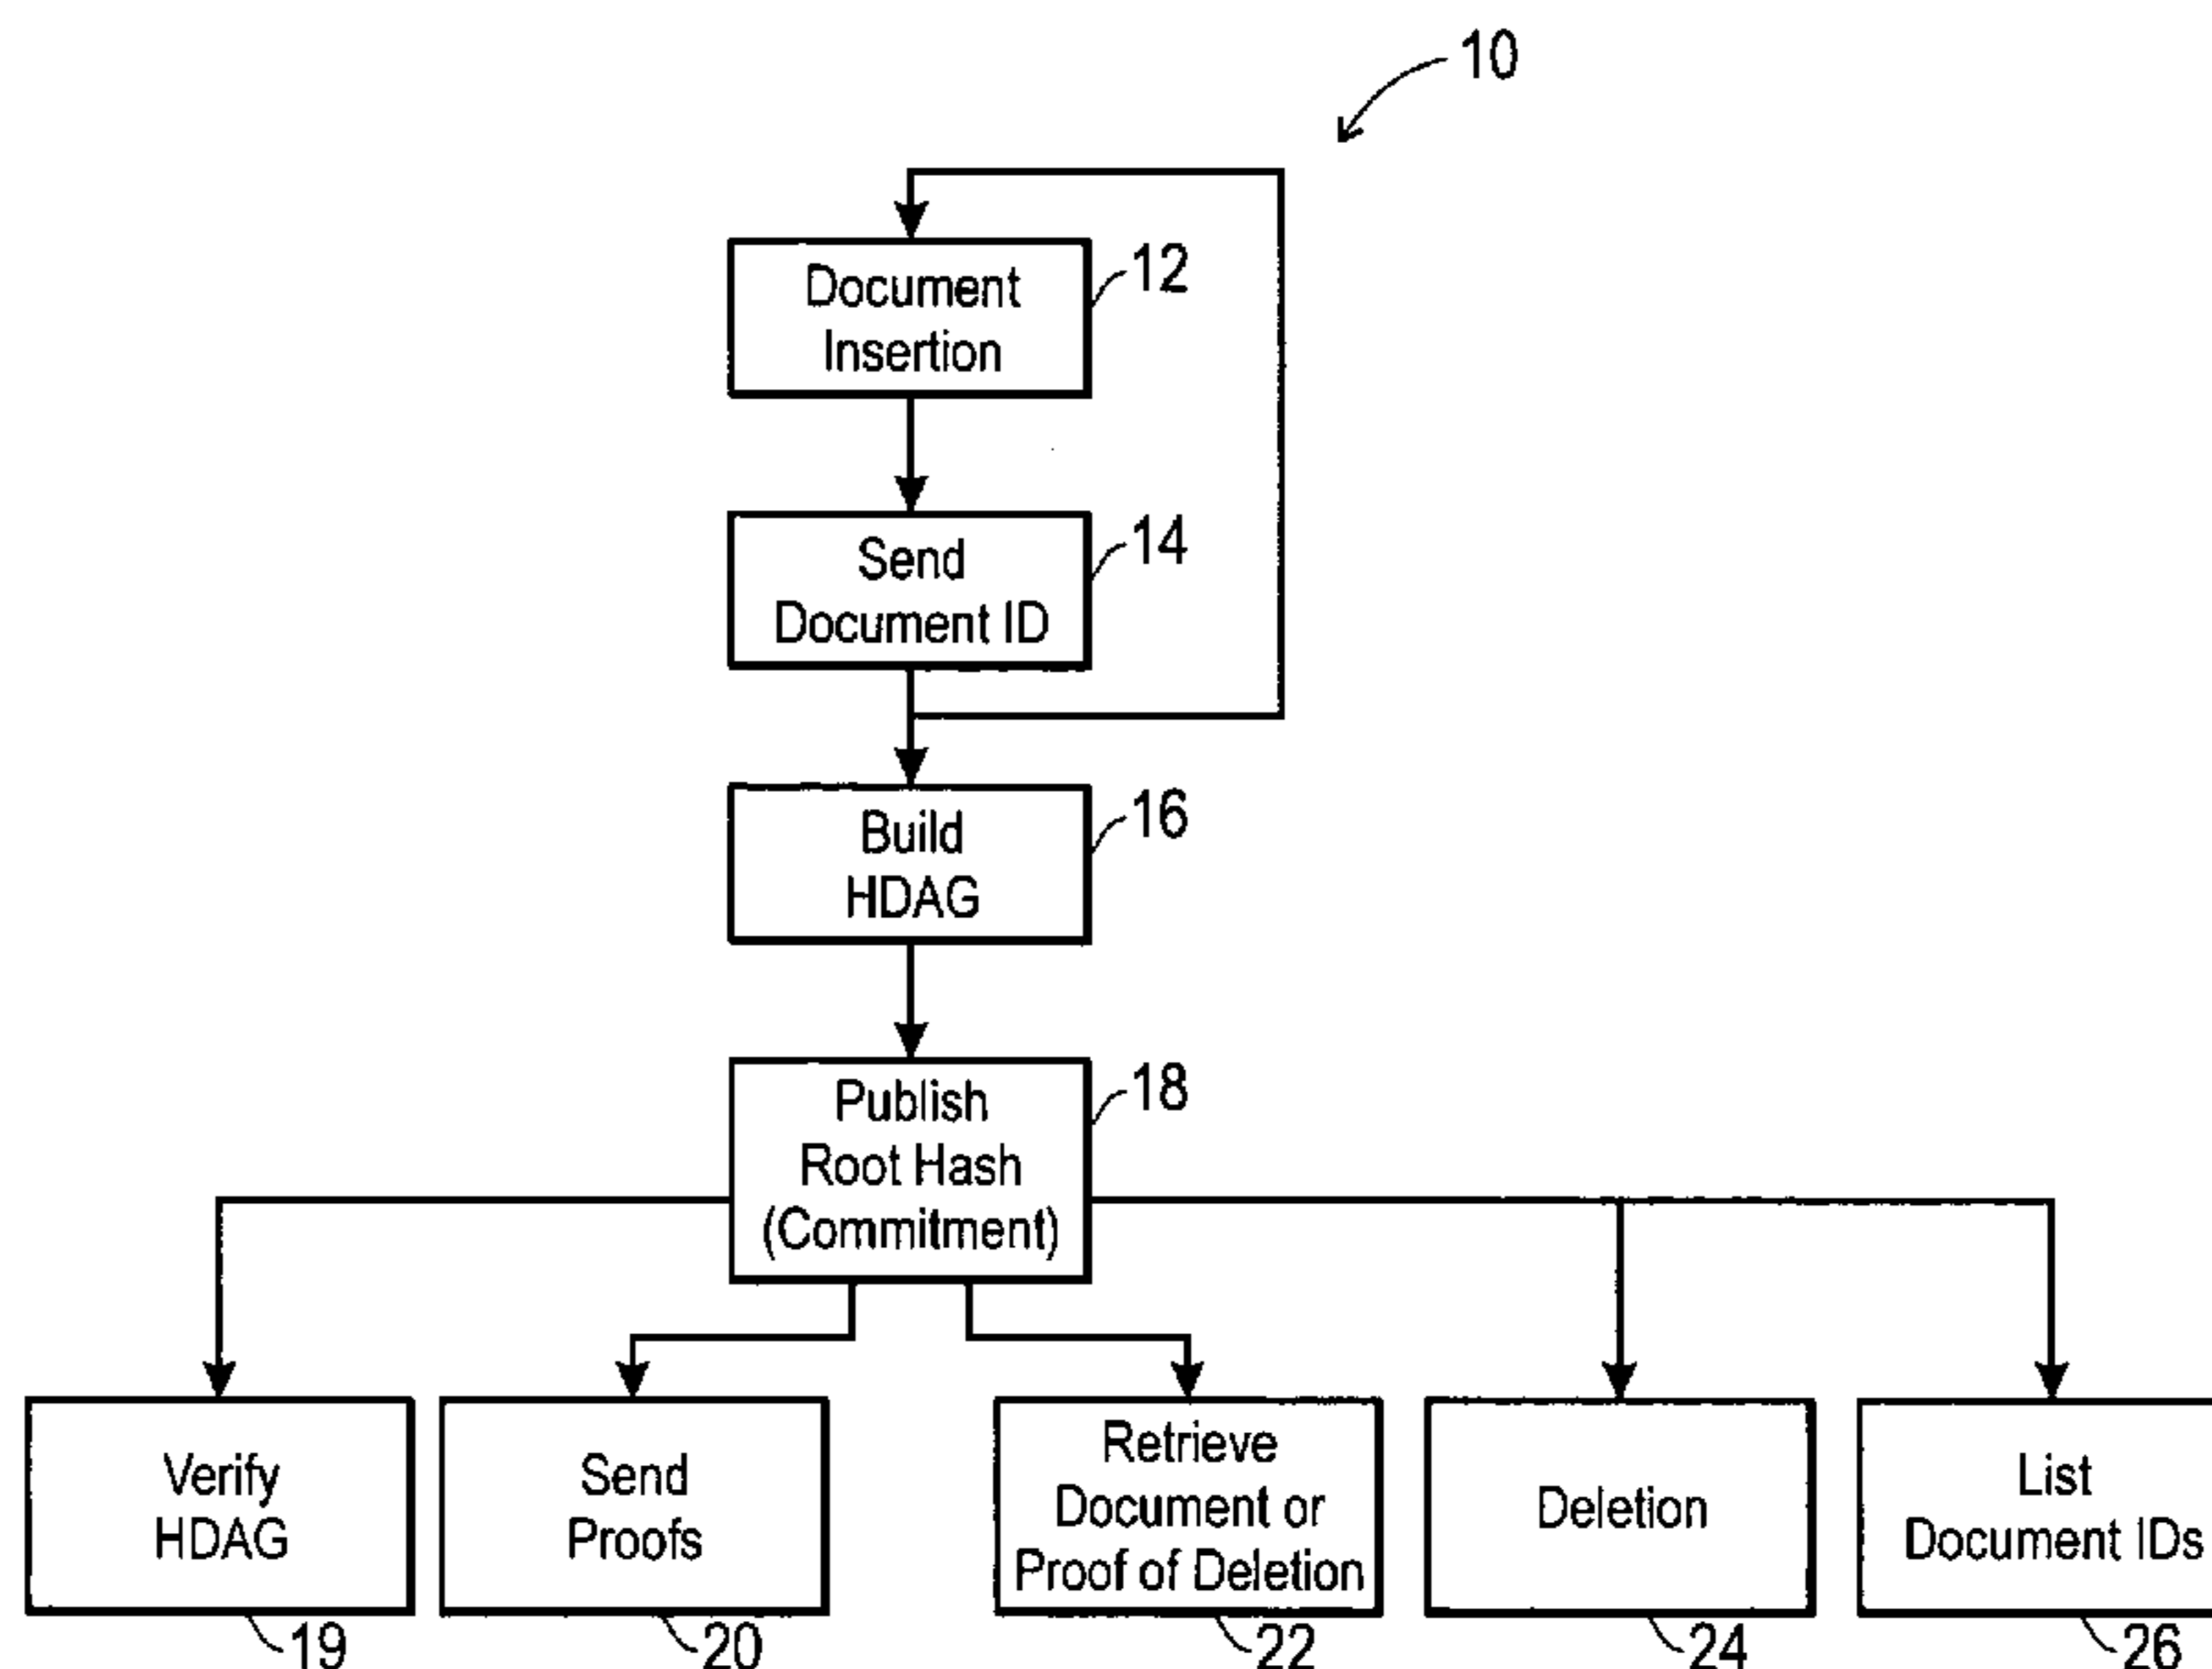 10
Document
Insertion
12
Send
Document ID
14
Build
HDAG
16
Publish
Root Hash
(Commitment)
18
Verify
HDAG
19
Send
Proofs
20
Retrieve
Document or
Proof of Deletion
22
Deletion
24
List
Document IDs
26